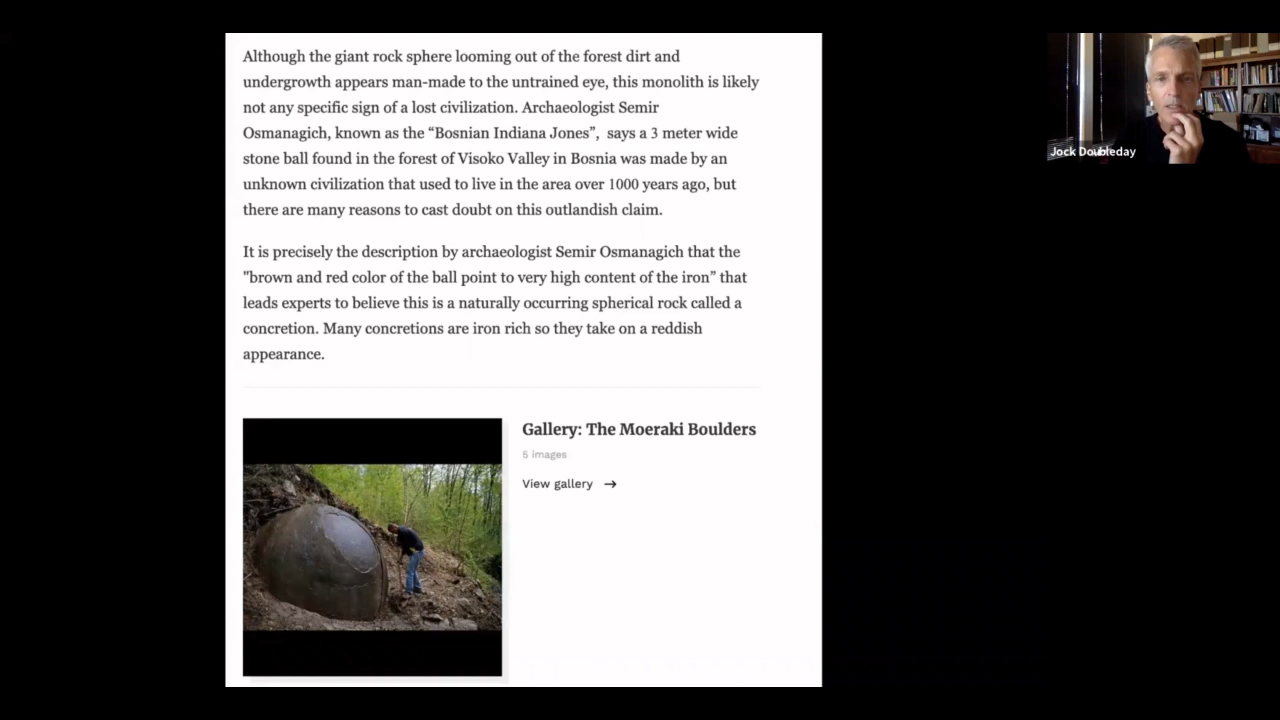 Although the giant rock sphere looming out of the forest dirt and
undergrowth appears man-made to the untrained eye, this monolith is likely
not any specific sign of a lost civilization. Archaeologist Semir
Osmanagich, known as the “Bosnian Indiana Jones”,  says a 3 meter wide
stone ball found in the forest of Visoko Valley in Bosnia was made by an
unknown civilization that used to live in the area over 1000 years ago, but
there are many reasons to cast doubt on this outlandish claim.
It is precisely the description by archaeologist Semir Osmanagich that the
"brown and red color of the ball point to very high content of the iron” that
leads experts to believe this is a naturally occurring spherical rock called a
concretion. Many concretions are iron rich so they take on a reddish
appearance.
Gallery: The Moeraki Boulders
5 images
View gallery →
Jock Doubleday